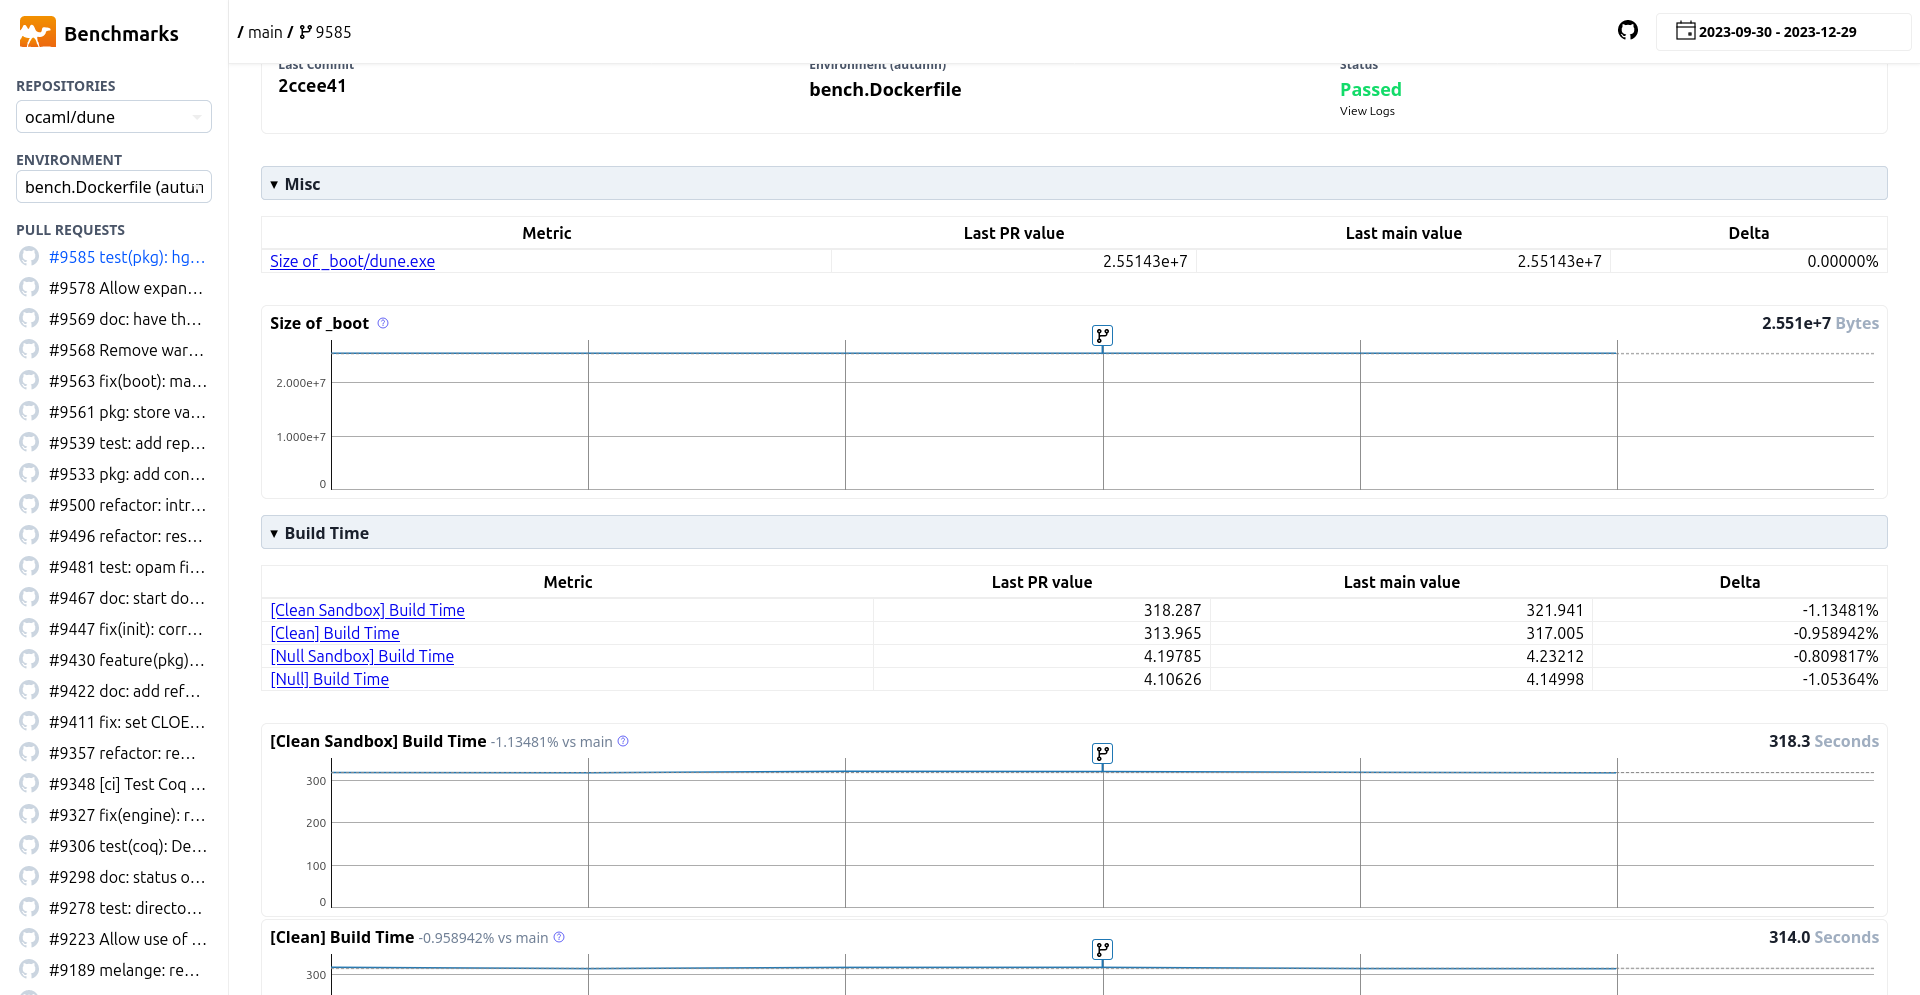 Benchmarks
/ main / 9585
2023-09-30 - 2023-12-29
REPOSITORIES
ocaml/dune
ENVIRONMENT
bench.Dockerfile (autun
PULL REQUESTS
#9585 test(pkg): hg...
#9578 Allow expan...
#9569 doc: have th...
#9568 Remove war...
#9563 fix(boot): ma...
#9561 pkg: store va...
#9539 test: add rep...
#9533 pkg: add con...
#9500 refactor: intr...
#9496 refactor: res...
#9481 test: opam fi...
#9467 doc: start do...
#9447 fix(init): corr...
#9430 feature(pkg)...
#9422 doc: add ref...
#9411 fix: set CLOE...
#9357 refactor: re...
#9348 [ci] Test Coq ...
#9327 fix(engine): r...
#9306 test(coq): De...
#9298 doc: status o...
#9278 test: directo...
#9223 Allow use of ...
#9189 melange: re...
Last Commit
2ccee41
Environment (autumn)
bench.Dockerfile
Status
Passed
View Logs
▾ Misc
Metric Last PR value Last main value Delta
Size of _boot/dune.exe 2.55143e+7 2.55143e+7 0.00000%
Size of _boot 2.551e+7 Bytes
2.000e+7
1.000e+7
0
▾ Build Time
Metric Last PR value Last main value Delta
[Clean Sandbox] Build Time 318.287 321.941 -1.13481%
[Clean] Build Time 313.965 317.005 -0.958942%
[Null Sandbox] Build Time 4.19785 4.23212 -0.809817%
[Null] Build Time 4.10626 4.14998 -1.05364%
[Clean Sandbox] Build Time -1.13481% vs main 318.3 Seconds
300
200
100
0
[Clean] Build Time -0.958942% vs main 314.0 Seconds
300